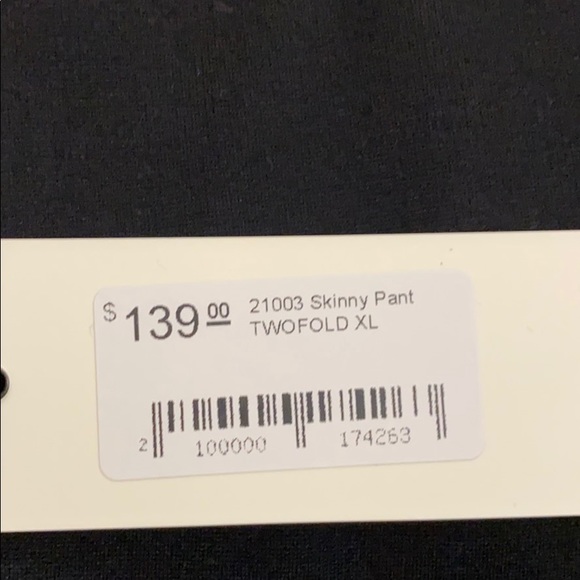 $139.00 21003 Skinny Pant
TWOFOLD XL
2 100000 174263